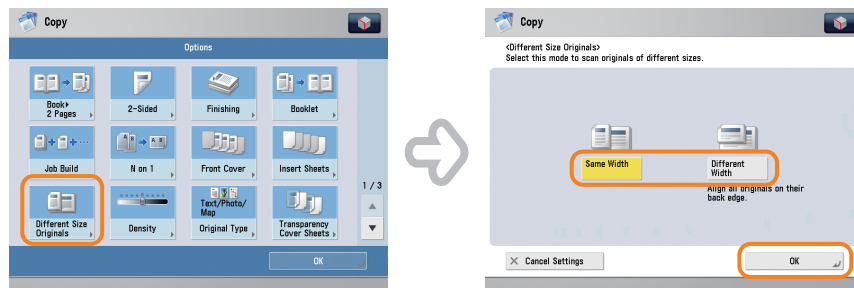 Copy
Options
Book▸
2 Pages
2-Sided
Finishing
Booklet
Job Build
N on 1
Front Cover
Insert Sheets
1 / 3
Different Size
Originals
Density
Text/Photo/
Map
Original Type
Transparency
Cover Sheets
OK
Copy
<Different Size Originals>
Select this mode to scan originals of different sizes.
Same Width
Different
Width
Align all originals on their
back edge.
Cancel Settings
OK